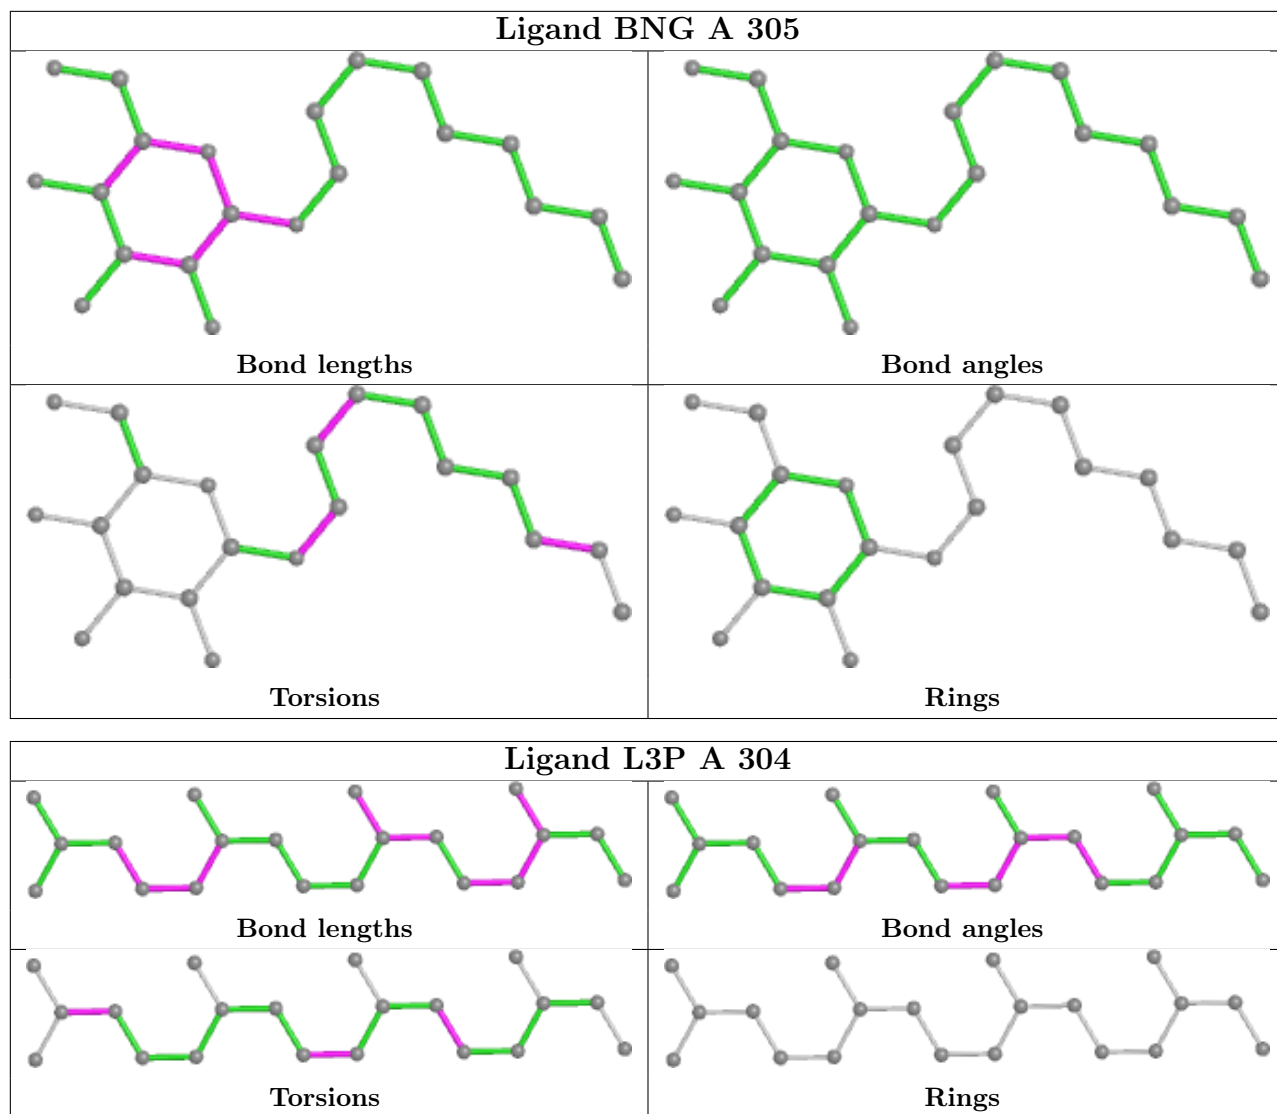 Ligand BNG A 305
Bond lengths
Bond angles
Torsions
Rings
Ligand L3P A 304
Bond lengths
Bond angles
Torsions
Rings